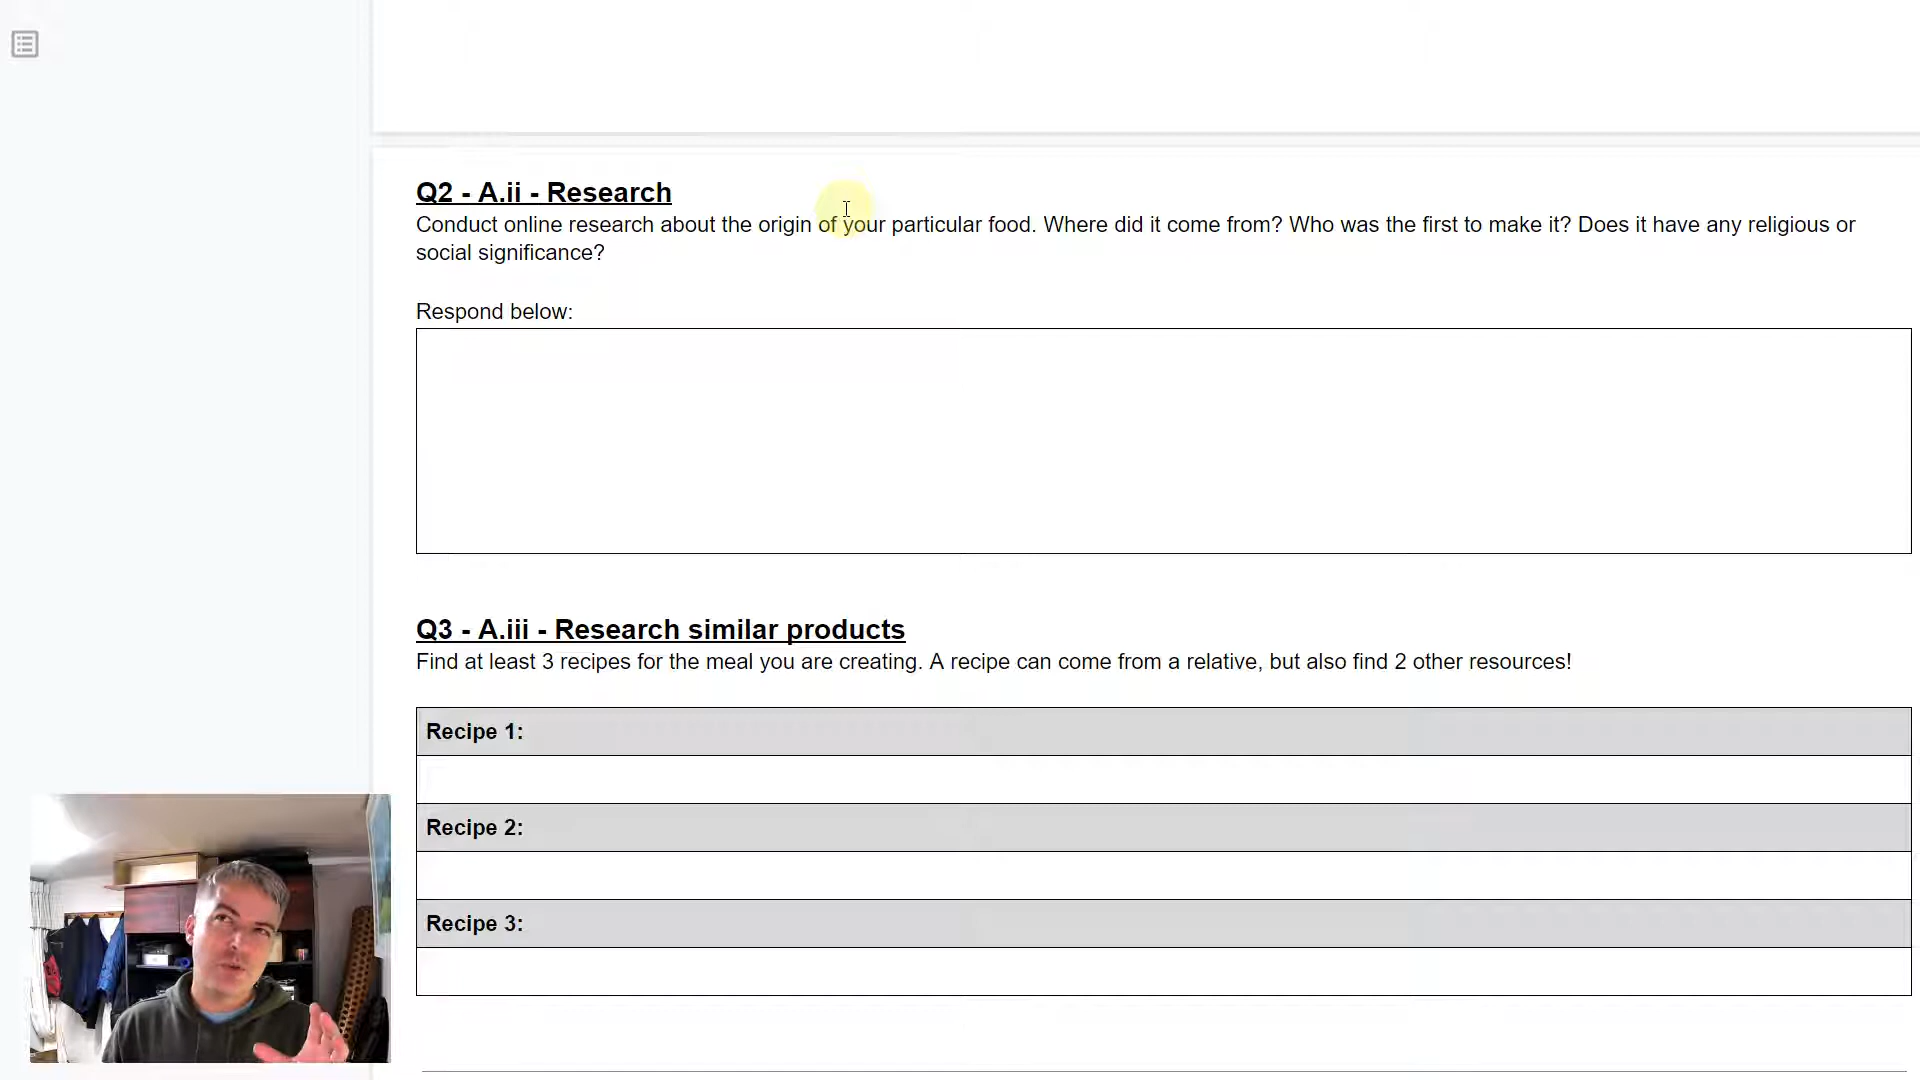 Q2 - A.ii - Research
Conduct online research about the origin of your particular food. Where did it come from? Who was the first to make it? Does it have any religious or
social significance?
Respond below:
Q3 - A.iii - Research similar products
Find at least 3 recipes for the meal you are creating. A recipe can come from a relative, but also find 2 other resources!
Recipe 1:
Recipe 2:
Recipe 3: